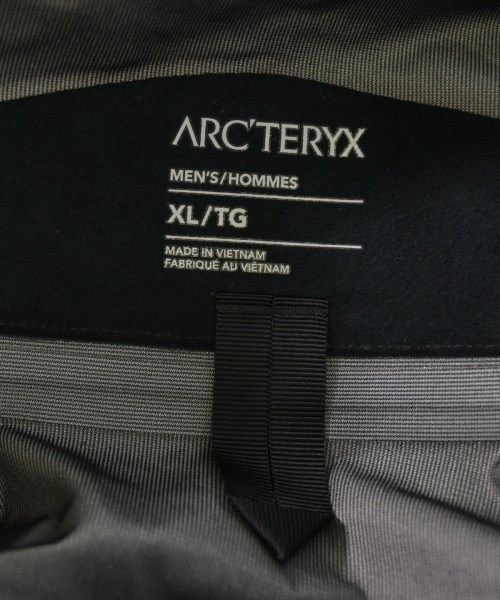 ARC'TERYX
MEN'S/HOMMES
XL/TG
MADE IN VIETNAM
FABRIQUÉ AU VIÊTNAM